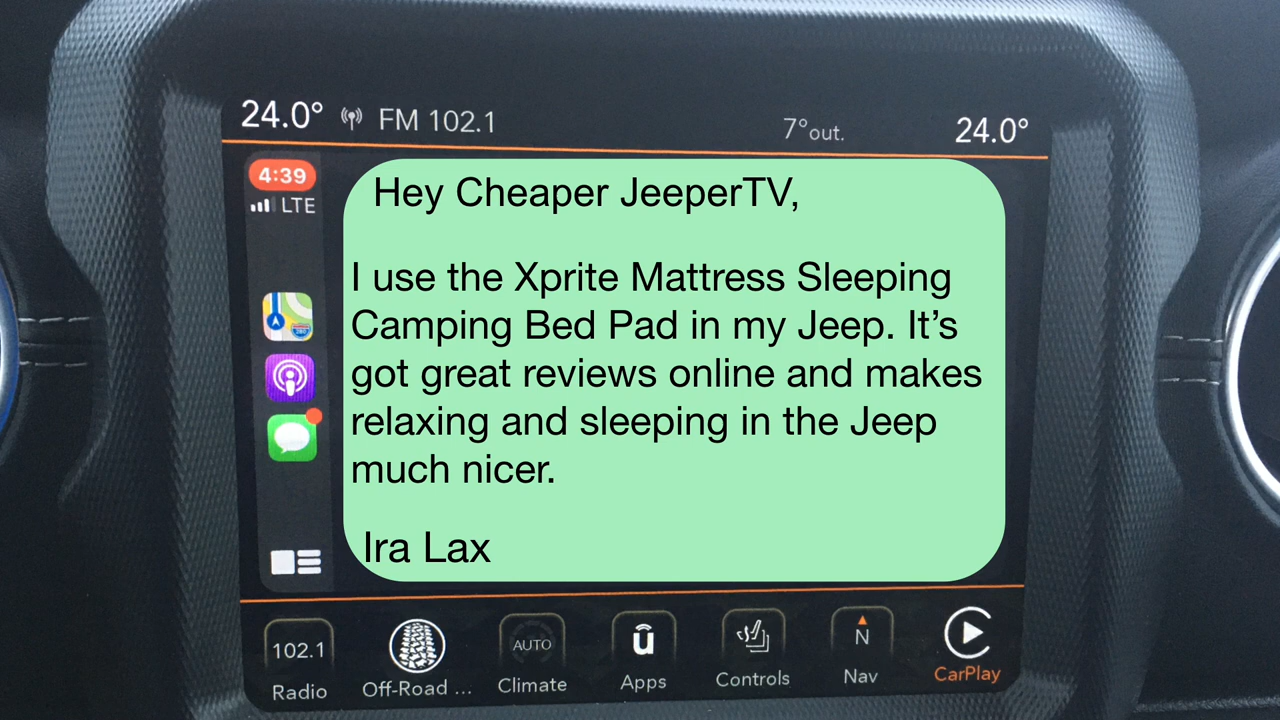 24.0° FM 102.1 7°out. 24.0°
4:39
LTE
Hey Cheaper JeeperTV,
I use the Xprite Mattress Sleeping
Camping Bed Pad in my Jeep. It's
got great reviews online and makes
relaxing and sleeping in the Jeep
much nicer.
Ira Lax
102.1 AUTO û N
Radio Off-Road ... Climate Apps Controls Nav CarPlay